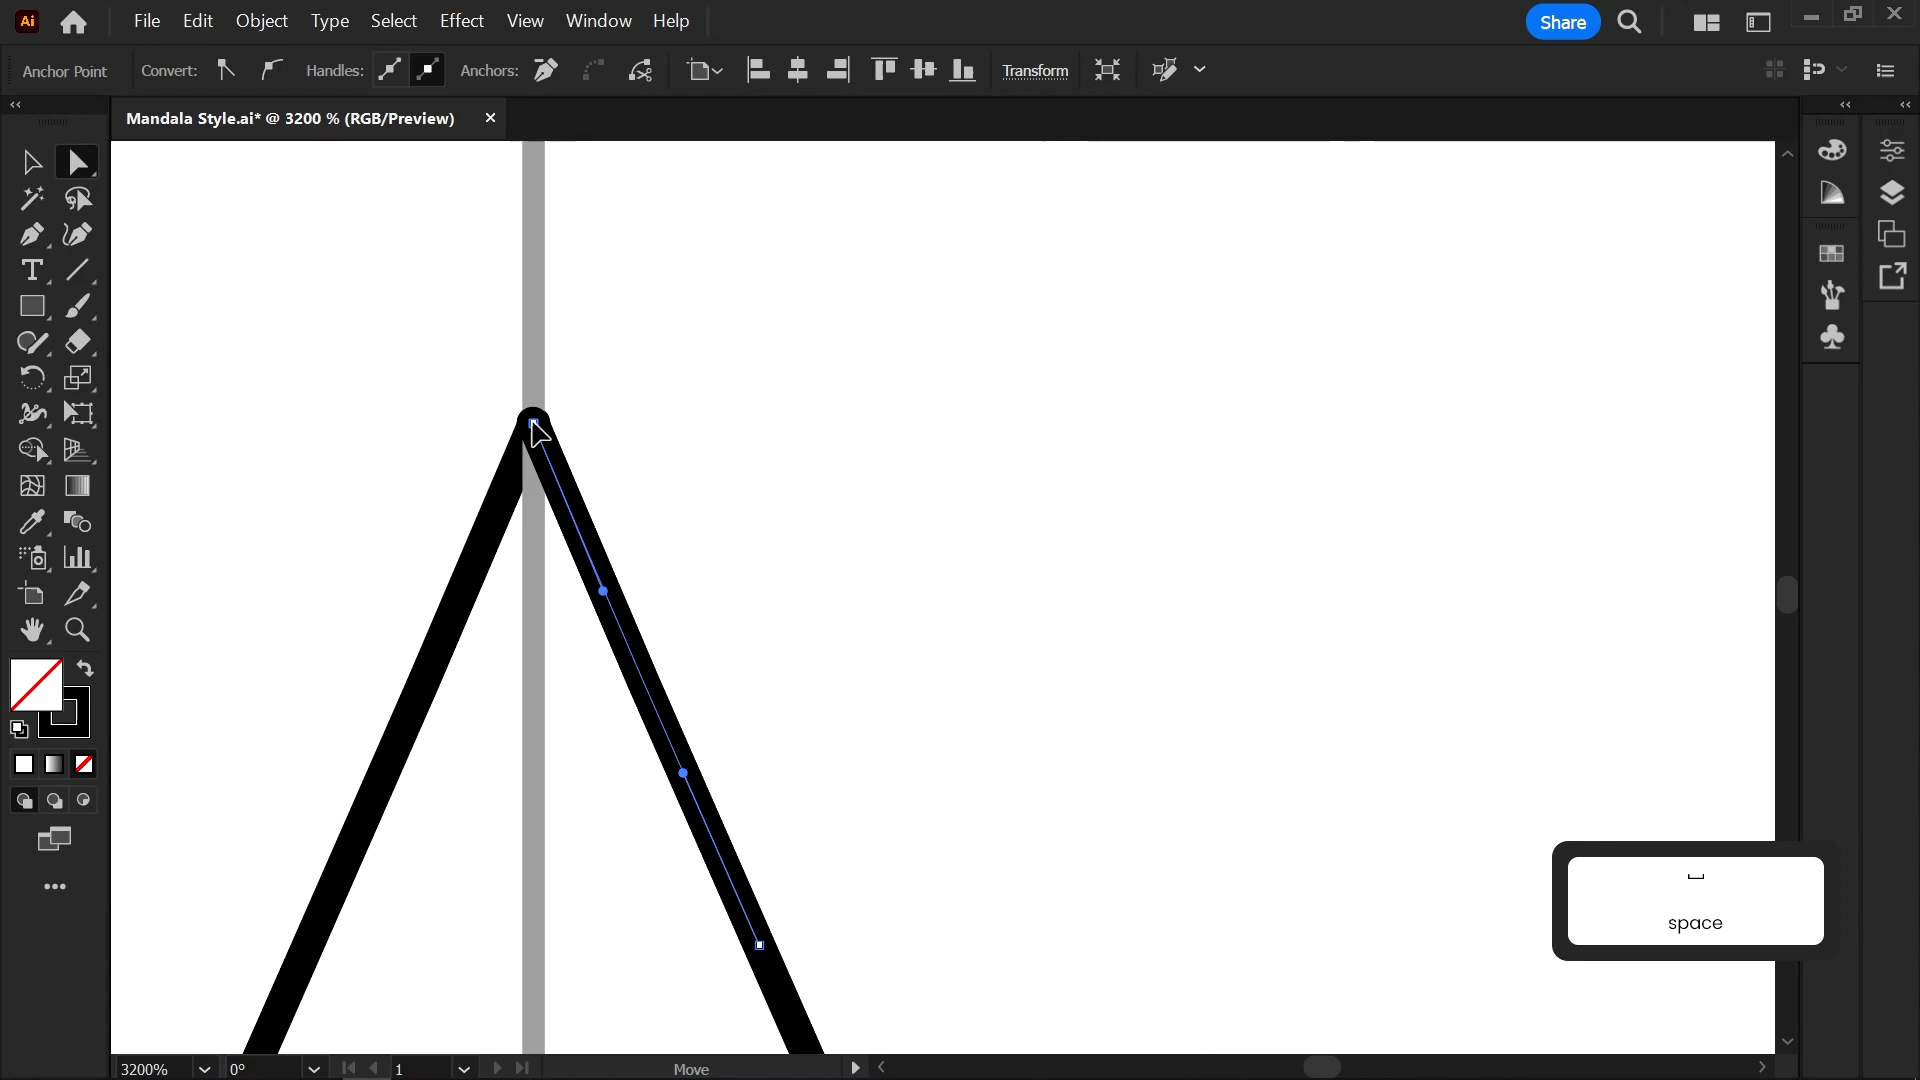 Ai File Edit Object Type Select Effect View Window Help Share
Anchor Point Convert: Handles: Anchors: Transform
Mandala Style.ai* @ 3200 % (RGB/Preview)
space
3200% 0° 1 Move